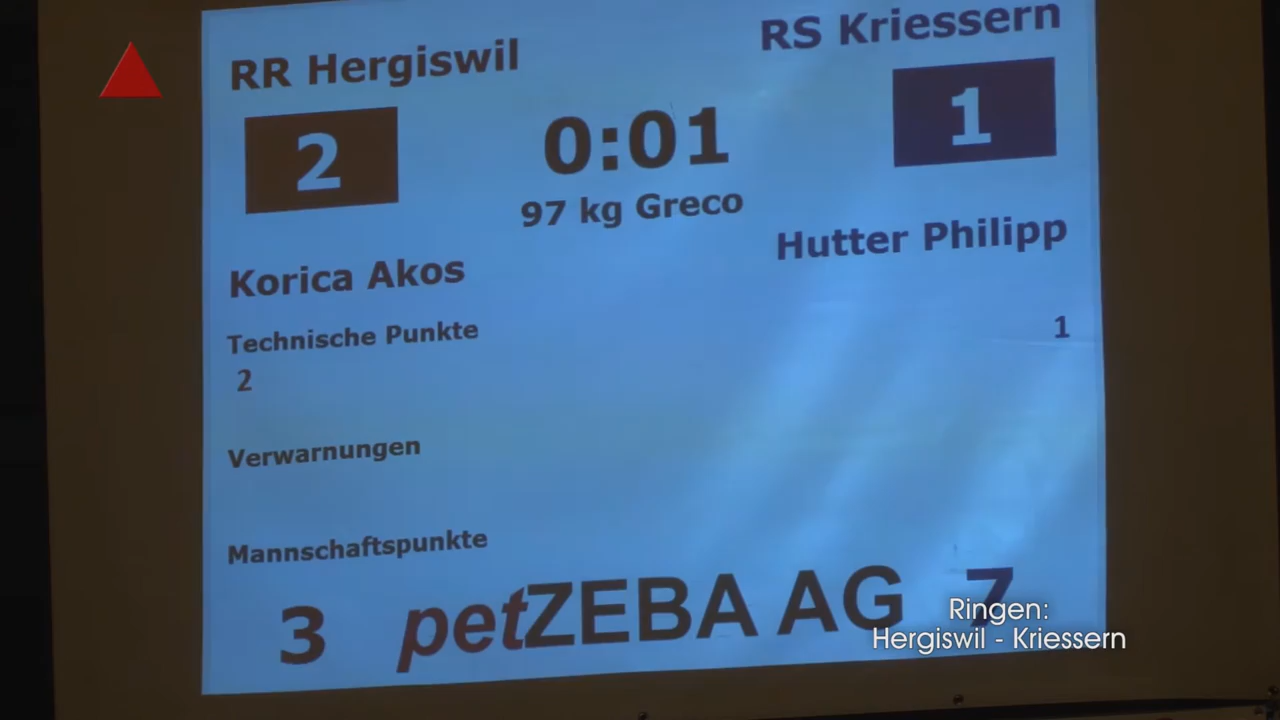 RR Hergiswil
RS Kriessern
2
0:01
1
97 kg Greco
Korica Akos
Hutter Philipp
Technische Punkte
2
1
Verwarnungen
Mannschaftspunkte
3
petZEBA AG
7
Ringen:
Hergiswil - Kriessern